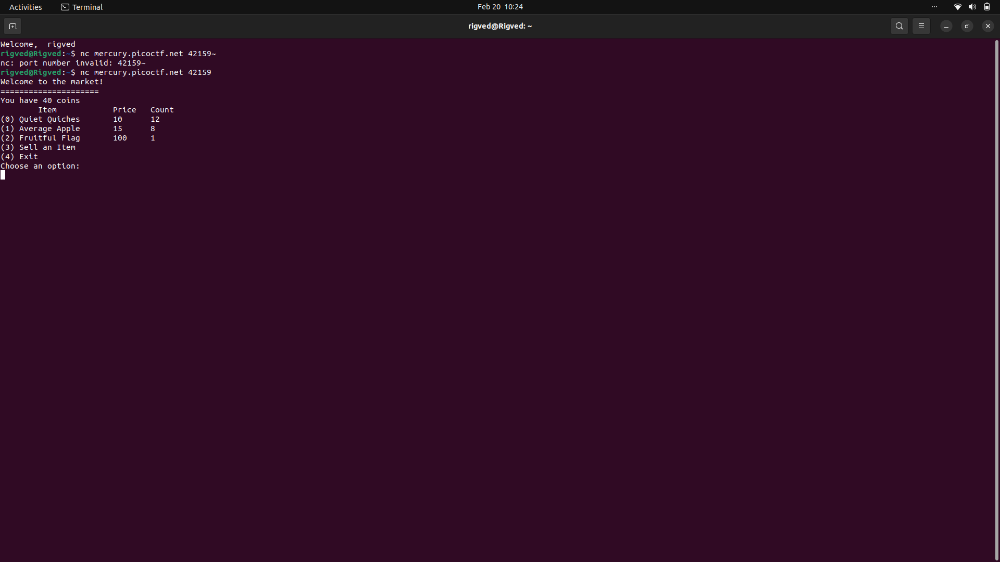 Activities Terminal Feb 20 10:24
rigved@Rigved: ~
Welcome,  rigved
rigved@Rigved:~$ nc mercury.picoctf.net 42159~
nc: port number invalid: 42159~
rigved@Rigved:~$ nc mercury.picoctf.net 42159
Welcome to the market!
=====================
You have 40 coins
        Item            Price   Count
(0) Quiet Quiches       10      12
(1) Average Apple       15      8
(2) Fruitful Flag       100     1
(3) Sell an Item
(4) Exit
Choose an option: